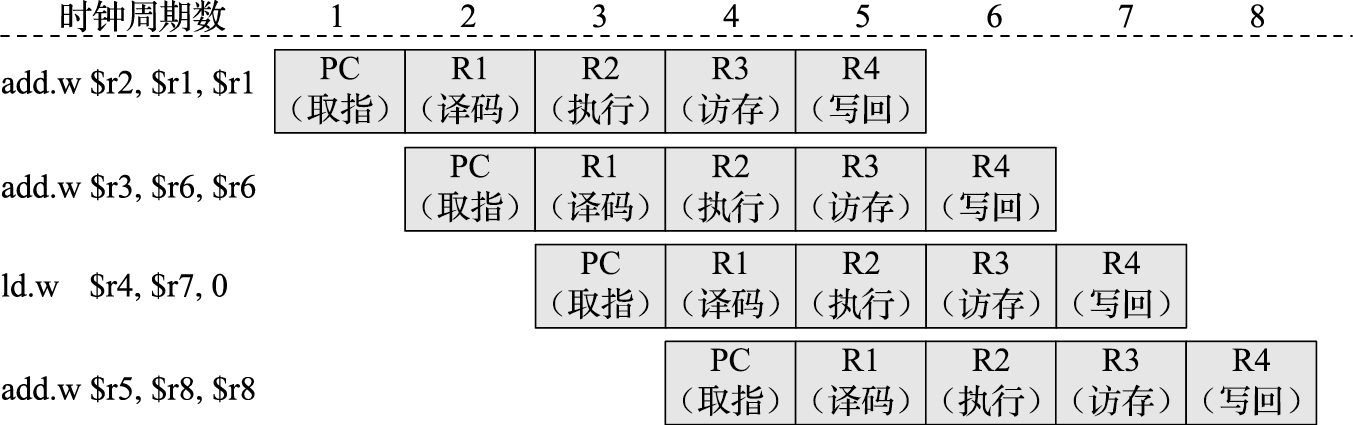 时钟周期数 1 2 3 4 5 6 7 8
add.w $r2, $r1, $r1 PC R1 R2 R3 R4
（取指）（译码）（执行）（访存）（写回）
add.w $r3, $r6, $r6 PC R1 R2 R3 R4
（取指）（译码）（执行）（访存）（写回）
ld.w $r4, $r7, 0 PC R1 R2 R3 R4
（取指）（译码）（执行）（访存）（写回）
add.w $r5, $r8, $r8 PC R1 R2 R3 R4
（取指）（译码）（执行）（访存）（写回）